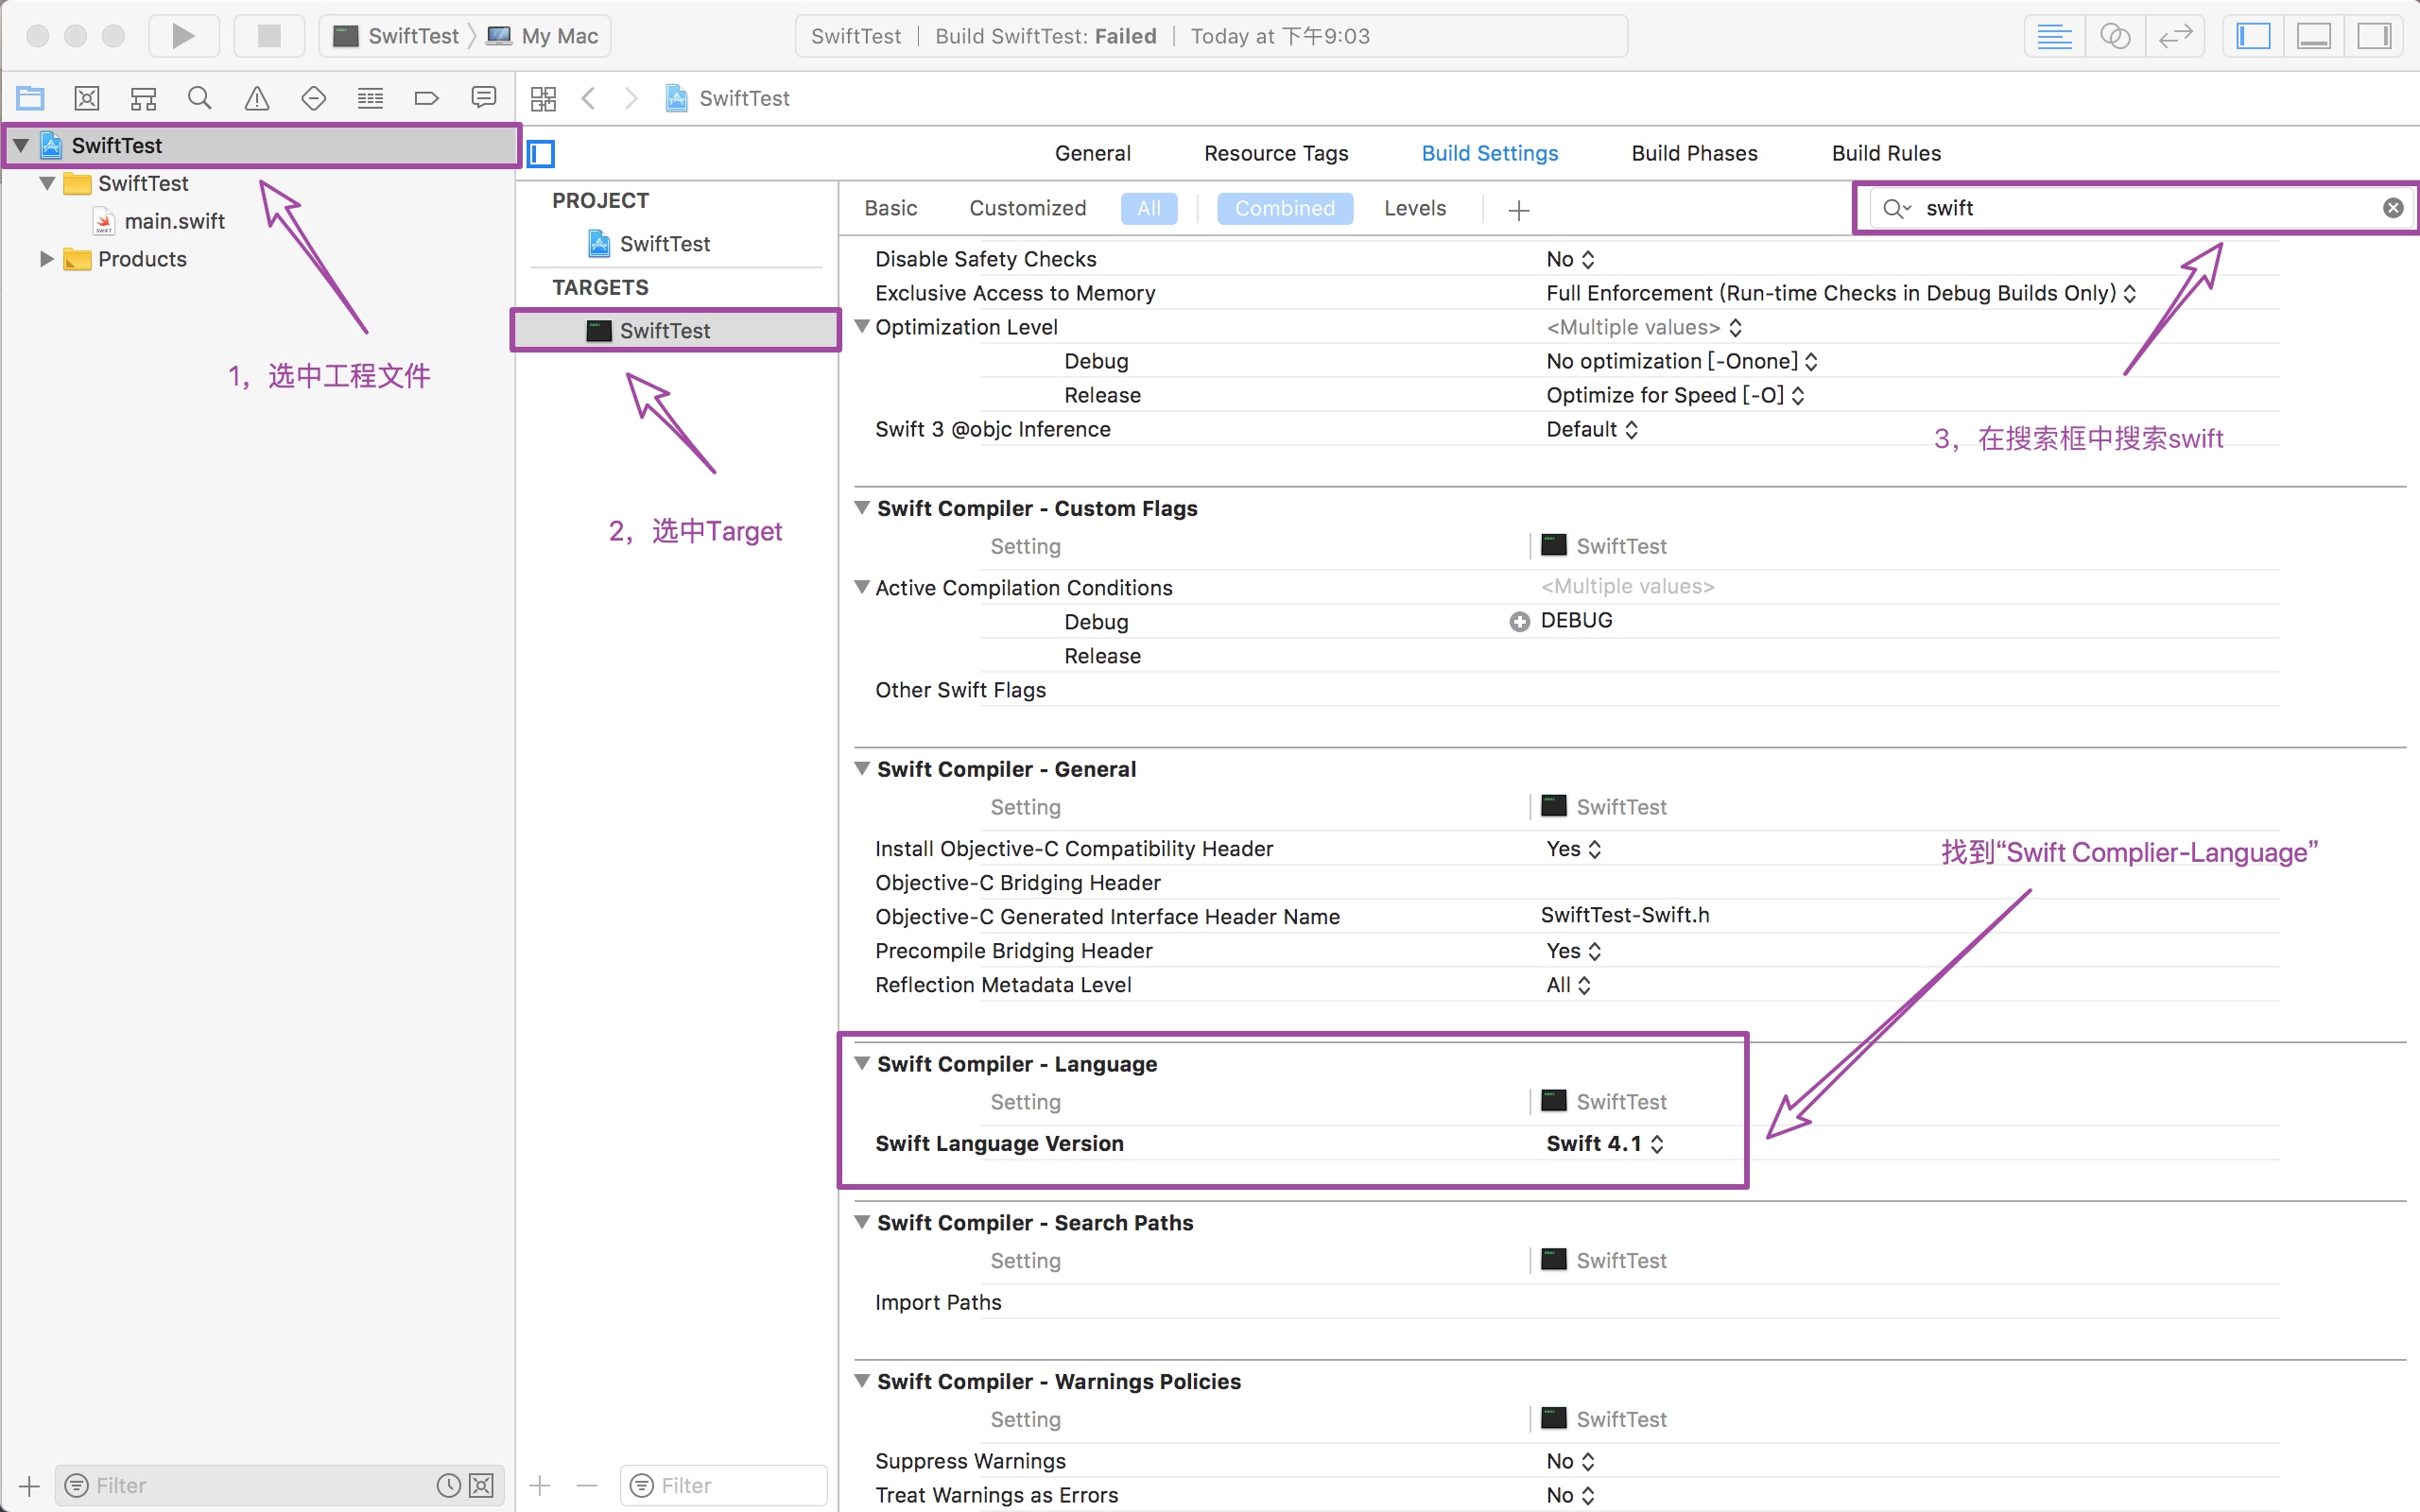 SwiftTest
My Mac
SwiftTest | Build SwiftTest: Failed | Today at 下午9:03
SwiftTest
SwiftTest
SwiftTest
main.swift
SWIFT
Products
1，选中工程文件
Filter
General Resource Tags Build Settings Build Phases Build Rules
PROJECT
SwiftTest
TARGETS
SwiftTest
2，选中Target
Filter
Basic Customized All Combined Levels
swift
3，在搜索框中搜索swift
Disable Safety Checks No
Exclusive Access to Memory Full Enforcement (Run-time Checks in Debug Builds Only)
Optimization Level <Multiple values>
Debug No optimization [-Onone]
Release Optimize for Speed [-O]
Swift 3 @objc Inference Default
Swift Compiler - Custom Flags
Setting SwiftTest
Active Compilation Conditions <Multiple values>
Debug DEBUG
Release
Other Swift Flags
Swift Compiler - General
Setting SwiftTest
Install Objective-C Compatibility Header Yes
找到“Swift Complier-Language”
Objective-C Bridging Header
Objective-C Generated Interface Header Name SwiftTest-Swift.h
Precompile Bridging Header Yes
Reflection Metadata Level All
Swift Compiler - Language
Setting SwiftTest
Swift Language Version Swift 4.1
Swift Compiler - Search Paths
Setting SwiftTest
Import Paths
Swift Compiler - Warnings Policies
Setting SwiftTest
Suppress Warnings No
Treat Warnings as Errors No